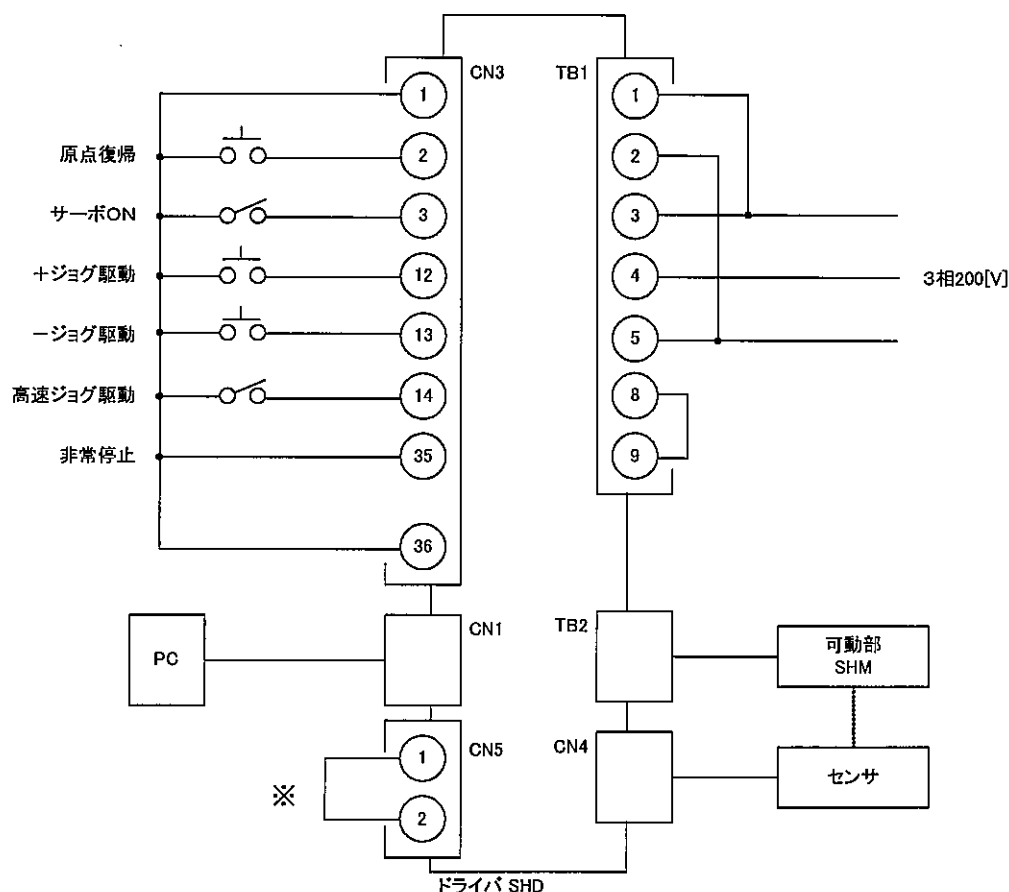 CN3
TB1
1
1
原点復帰
2
2
サーボON
3
3
+ジョグ駆動
12
4
3相200[V]
-ジョグ駆動
13
5
高速ジョグ駆動
14
8
非常停止
35
9
36
PC
CN1
TB2
可動部
SHM
CN5
CN4
1
センサ
※
2
ドライバ SHD